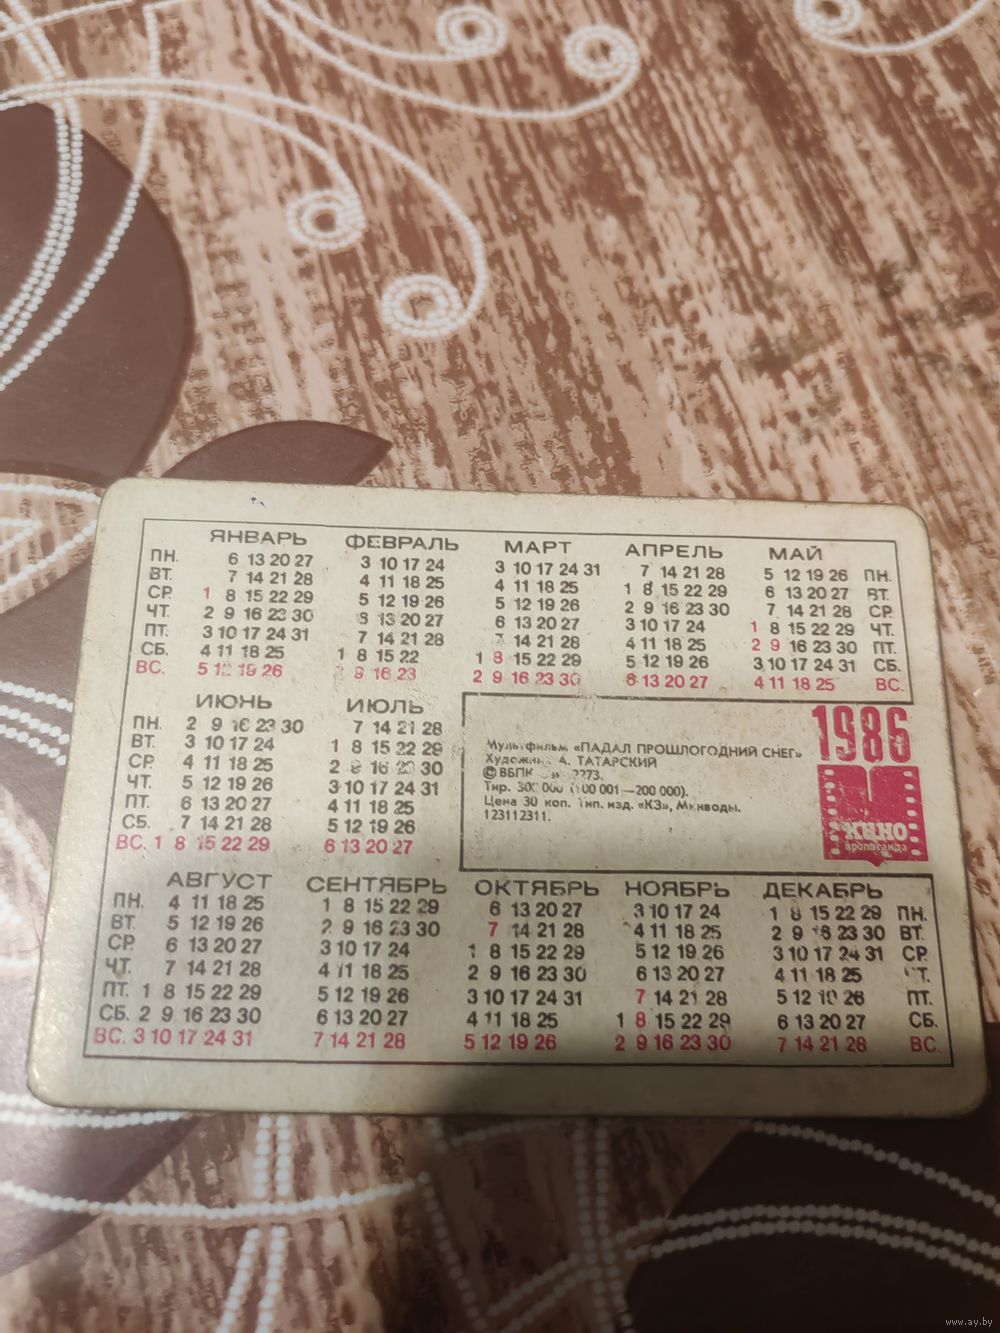 ЯНВАРЬ ФЕВРАЛЬ МАРТ АПРЕЛЬ МАЙ
ПН. 6 13 20 27 3 10 17 24 3 10 17 24 31 7 14 21 28 5 12 19 26 ПН.
ВТ. 7 14 21 28 4 11 18 25 4 11 18 25 1 8 15 22 29 6 13 20 27 ВТ.
СР. 1 8 15 22 29 5 12 19 26 5 12 19 26 2 9 16 23 30 7 14 21 28 СР.
ЧТ. 2 9 16 23 30 6 13 20 27 6 13 20 27 3 10 17 24 1 8 15 22 29 ЧТ.
ПТ. 3 10 17 24 31 7 14 21 28 7 14 21 28 4 11 18 25 2 9 16 23 30 ПТ.
СБ. 4 11 18 25 1 8 15 22 1 8 15 22 29 5 12 19 26 3 10 17 24 31 СБ.
ВС. 5 12 19 26 9 16 23 2 9 16 23 30 6 13 20 27 4 11 18 25 ВС.
ИЮНЬ ИЮЛЬ
ПН. 2 9 16 23 30 7 14 21 28
ВТ. 3 10 17 24 1 8 15 22 29
СР. 4 11 18 25 2 9 16 23 30
ЧТ. 5 12 19 26 3 10 17 24 31
ПТ. 6 13 20 27 4 11 18 25
СБ. 7 14 21 28 5 12 19 26
ВС. 1 8 15 22 29 6 13 20 27
Мультфильм «ПАДАЛ ПРОШЛОГОДНИЙ СНЕГ»
Художник А. ТАТАРСКИЙ
© ВБПК 2273.
Тир. 300 000 (100 001—200 000).
Цена 30 коп. Тип. изд. «КЗ», Минводы.
123112311.
1986
кино
пропаганда
АВГУСТ СЕНТЯБРЬ ОКТЯБРЬ НОЯБРЬ ДЕКАБРЬ
ПН. 4 11 18 25 1 8 15 22 29 6 13 20 27 3 10 17 24 1 8 15 22 29 ПН.
ВТ. 5 12 19 26 2 9 16 23 30 7 14 21 28 4 11 18 25 2 9 16 23 30 ВТ.
СР. 6 13 20 27 3 10 17 24 1 8 15 22 29 5 12 19 26 3 10 17 24 31 СР.
ЧТ. 7 14 21 28 4 11 18 25 2 9 16 23 30 6 13 20 27 4 11 18 25 ЧТ.
ПТ. 1 8 15 22 29 5 12 19 26 3 10 17 24 31 7 14 21 28 5 12 19 26 ПТ.
СБ. 2 9 16 23 30 6 13 20 27 4 11 18 25 1 8 15 22 29 6 13 20 27 СБ.
ВС. 3 10 17 24 31 7 14 21 28 5 12 19 26 2 9 16 23 30 7 14 21 28 ВС.
www.ay.by